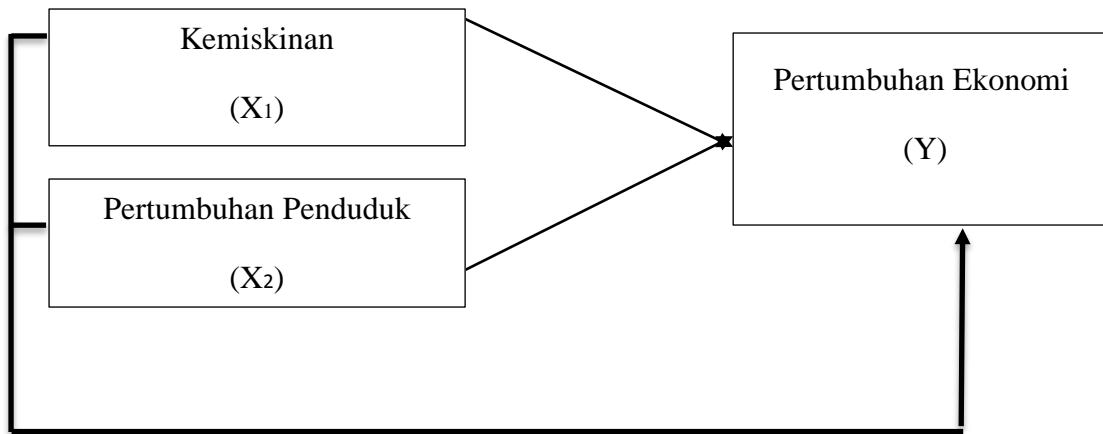 Kemiskinan
(X1)
Pertumbuhan Penduduk
(X2)
Pertumbuhan Ekonomi
(Y)